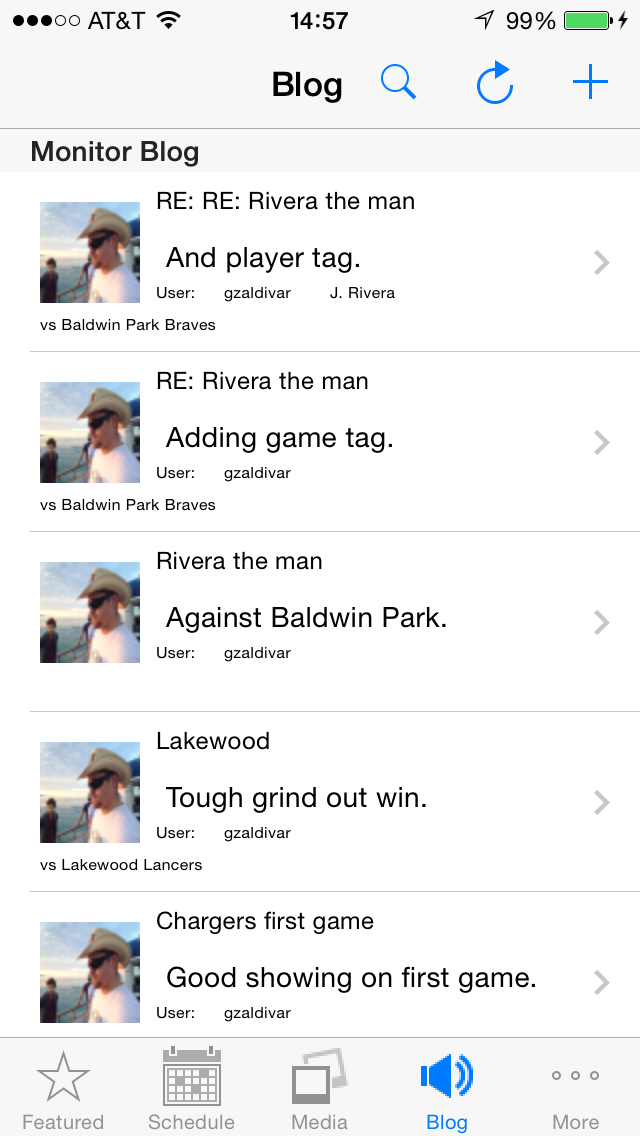 AT&T 14:57 99%
Blog
Monitor Blog
RE: RE: Rivera the man
And player tag.
User: gzaldivar J. Rivera
vs Baldwin Park Braves
RE: Rivera the man
Adding game tag.
User: gzaldivar
vs Baldwin Park Braves
Rivera the man
Against Baldwin Park.
User: gzaldivar
Lakewood
Tough grind out win.
User: gzaldivar
vs Lakewood Lancers
Chargers first game
Good showing on first game.
User: gzaldivar
Featured Schedule Media Blog More